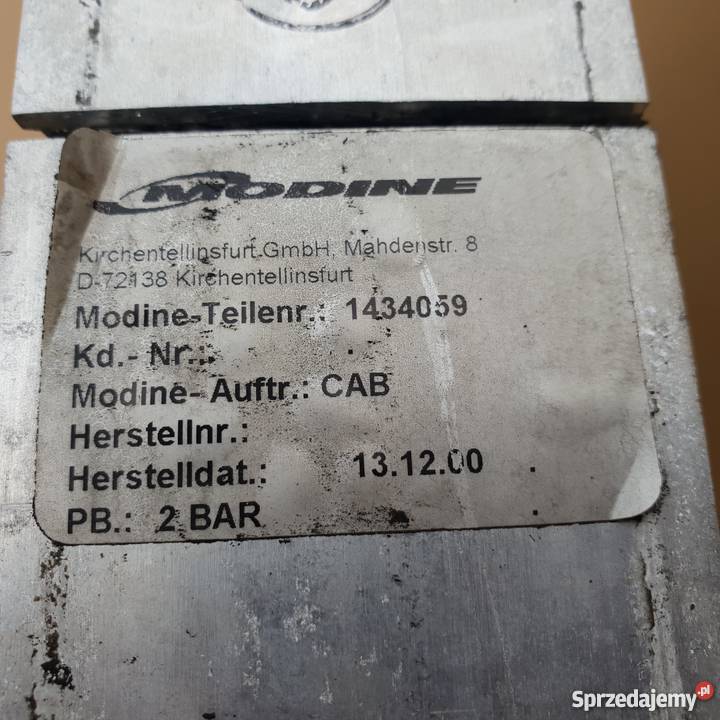 MODINE
Kirchentellinsfurt GmbH, Mahdenstr. 8
D-72138 Kirchentellinsfurt
Modine-Teilenr.: 1434059
Kd.- Nr.:
Modine- Auftr.: CAB
Herstellnr.:
Herstelldat.: 13.12.00
PB.: 2 BAR
Sprzedajemy.pl